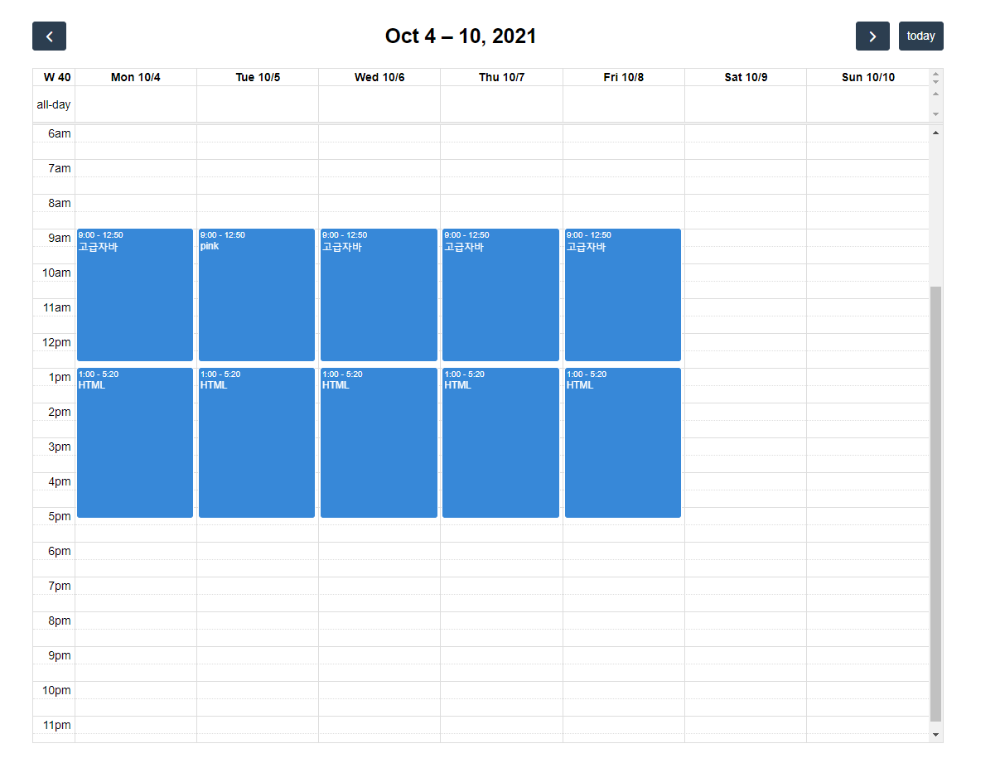 Oct 4 – 10, 2021
today
W 40 Mon 10/4 Tue 10/5 Wed 10/6 Thu 10/7 Fri 10/8 Sat 10/9 Sun 10/10
all-day
6am
7am
8am
9am
9:00 - 12:50
고급자바
9:00 - 12:50
pink
9:00 - 12:50
고급자바
9:00 - 12:50
고급자바
9:00 - 12:50
고급자바
10am
11am
12pm
1pm
1:00 - 5:20
HTML
1:00 - 5:20
HTML
1:00 - 5:20
HTML
1:00 - 5:20
HTML
1:00 - 5:20
HTML
2pm
3pm
4pm
5pm
6pm
7pm
8pm
9pm
10pm
11pm